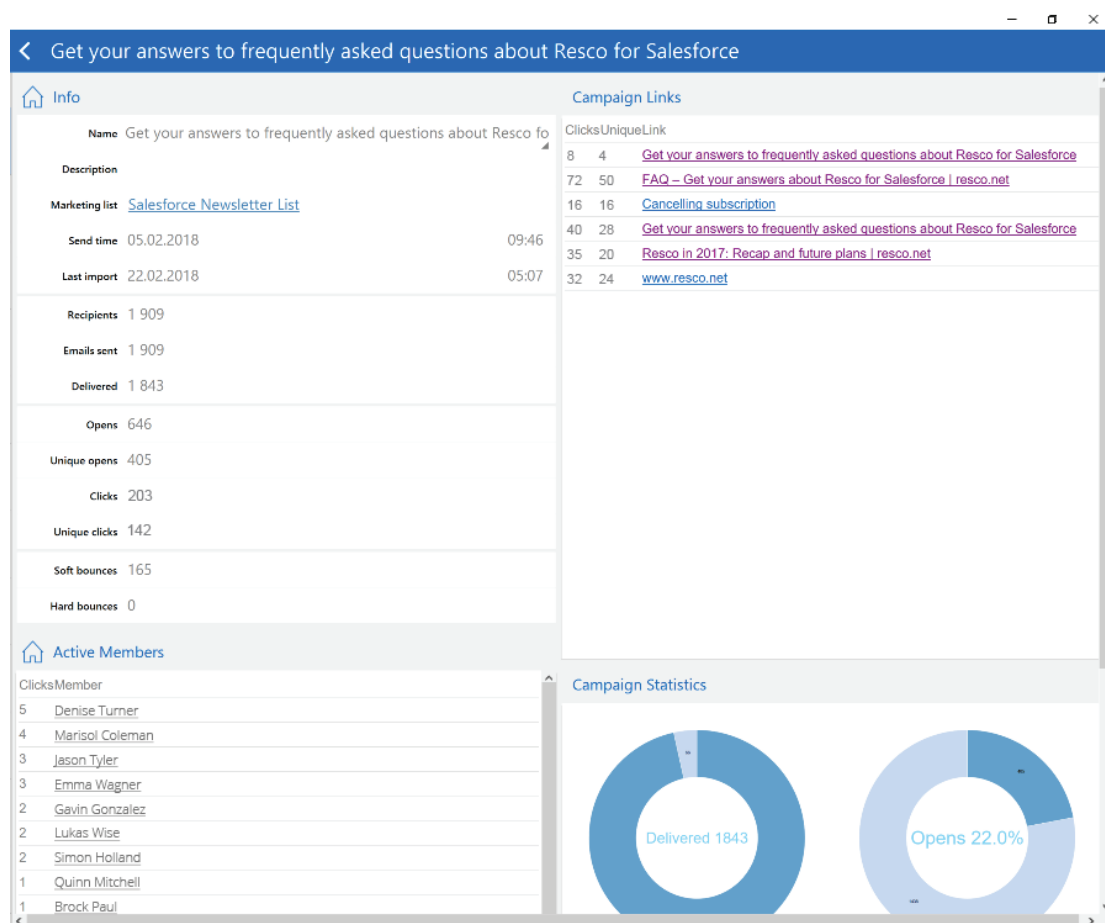 Get your answers to frequently asked questions about Resco for Salesforce
Info
Name Get your answers to frequently asked questions about Resco fo
Description
Marketing list Salesforce Newsletter List
Send time 05.02.2018 09:46
Last import 22.02.2018 05:07
Recipients 1 909
Emails sent 1 909
Delivered 1 843
Opens 646
Unique opens 405
Clicks 203
Unique clicks 142
Soft bounces 165
Hard bounces 0
Active Members
Clicks Member
5 Denise Turner
4 Marisol Coleman
3 Jason Tyler
3 Emma Wagner
2 Gavin Gonzalez
2 Lukas Wise
2 Simon Holland
1 Quinn Mitchell
1 Brock Paul
Campaign Links
Clicks Unique Link
8 4 Get your answers to frequently asked questions about Resco for Salesforce
72 50 FAQ – Get your answers about Resco for Salesforce | resco.net
16 16 Cancelling subscription
40 28 Get your answers to frequently asked questions about Resco for Salesforce
35 20 Resco in 2017: Recap and future plans | resco.net
32 24 www.resco.net
Campaign Statistics
Delivered 1843
Opens 22.0%